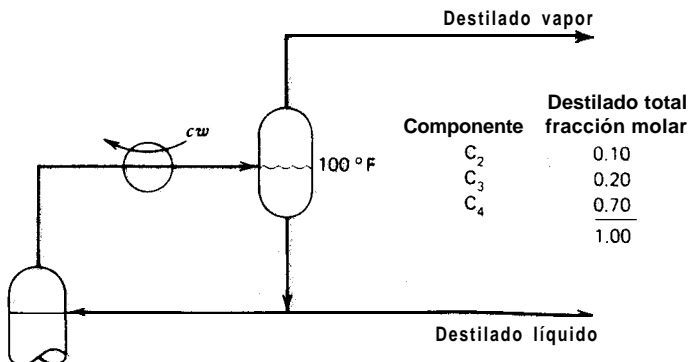 Destilado vapor
cw
100 °F
Componente
Destilado total
fracción molar
C2 0.10
C3 0.20
C4 0.70
1.00
Destilado líquido